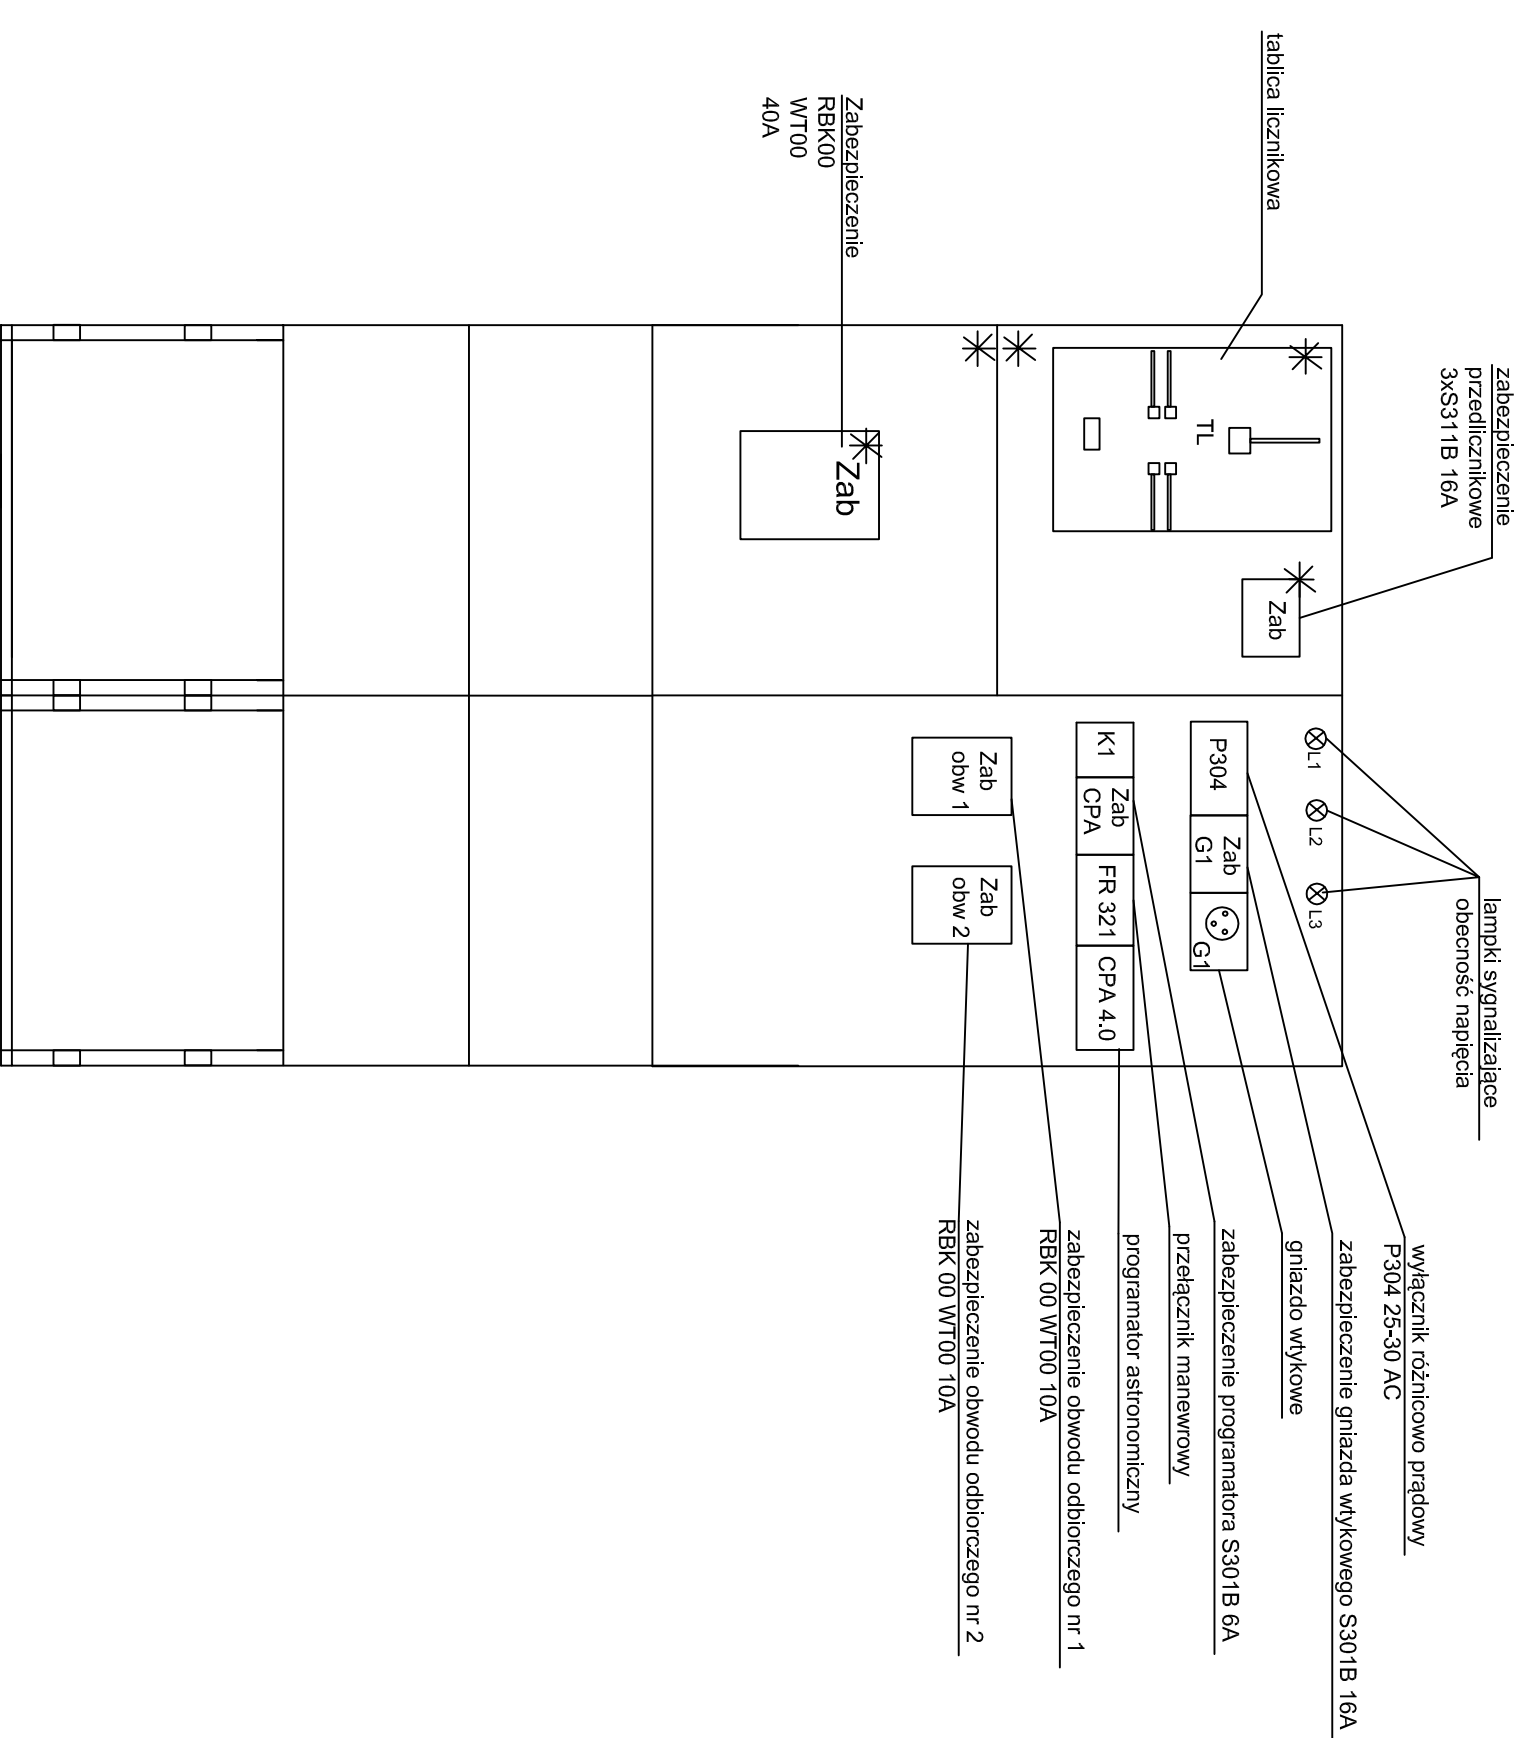 zabezpieczenie
przedlicznikowe
3xS311B 16A
tablica licznikowa
Zabezpieczenie
RBK00
WT00
40A
TL
Zab
Zab
L1
L2
L3
lampki sygnalizające
obecność napięcia
P304
Zab
G1
G1
K1
Zab
CPA
FR 321
CPA 4.0
Zab
obw 1
Zab
obw 2
wyłącznik różnicowo prądowy
P304 25-30 AC
zabezpieczenie gniazda wtykowego S301B 16A
gniazdo wtykowe
zabezpieczenie programatora S301B 6A
przełącznik manewrowy
programator astronomiczny
zabezpieczenie obwodu odbiorczego nr 1
RBK 00 WT00 10A
zabezpieczenie obwodu odbiorczego nr 2
RBK 00 WT00 10A